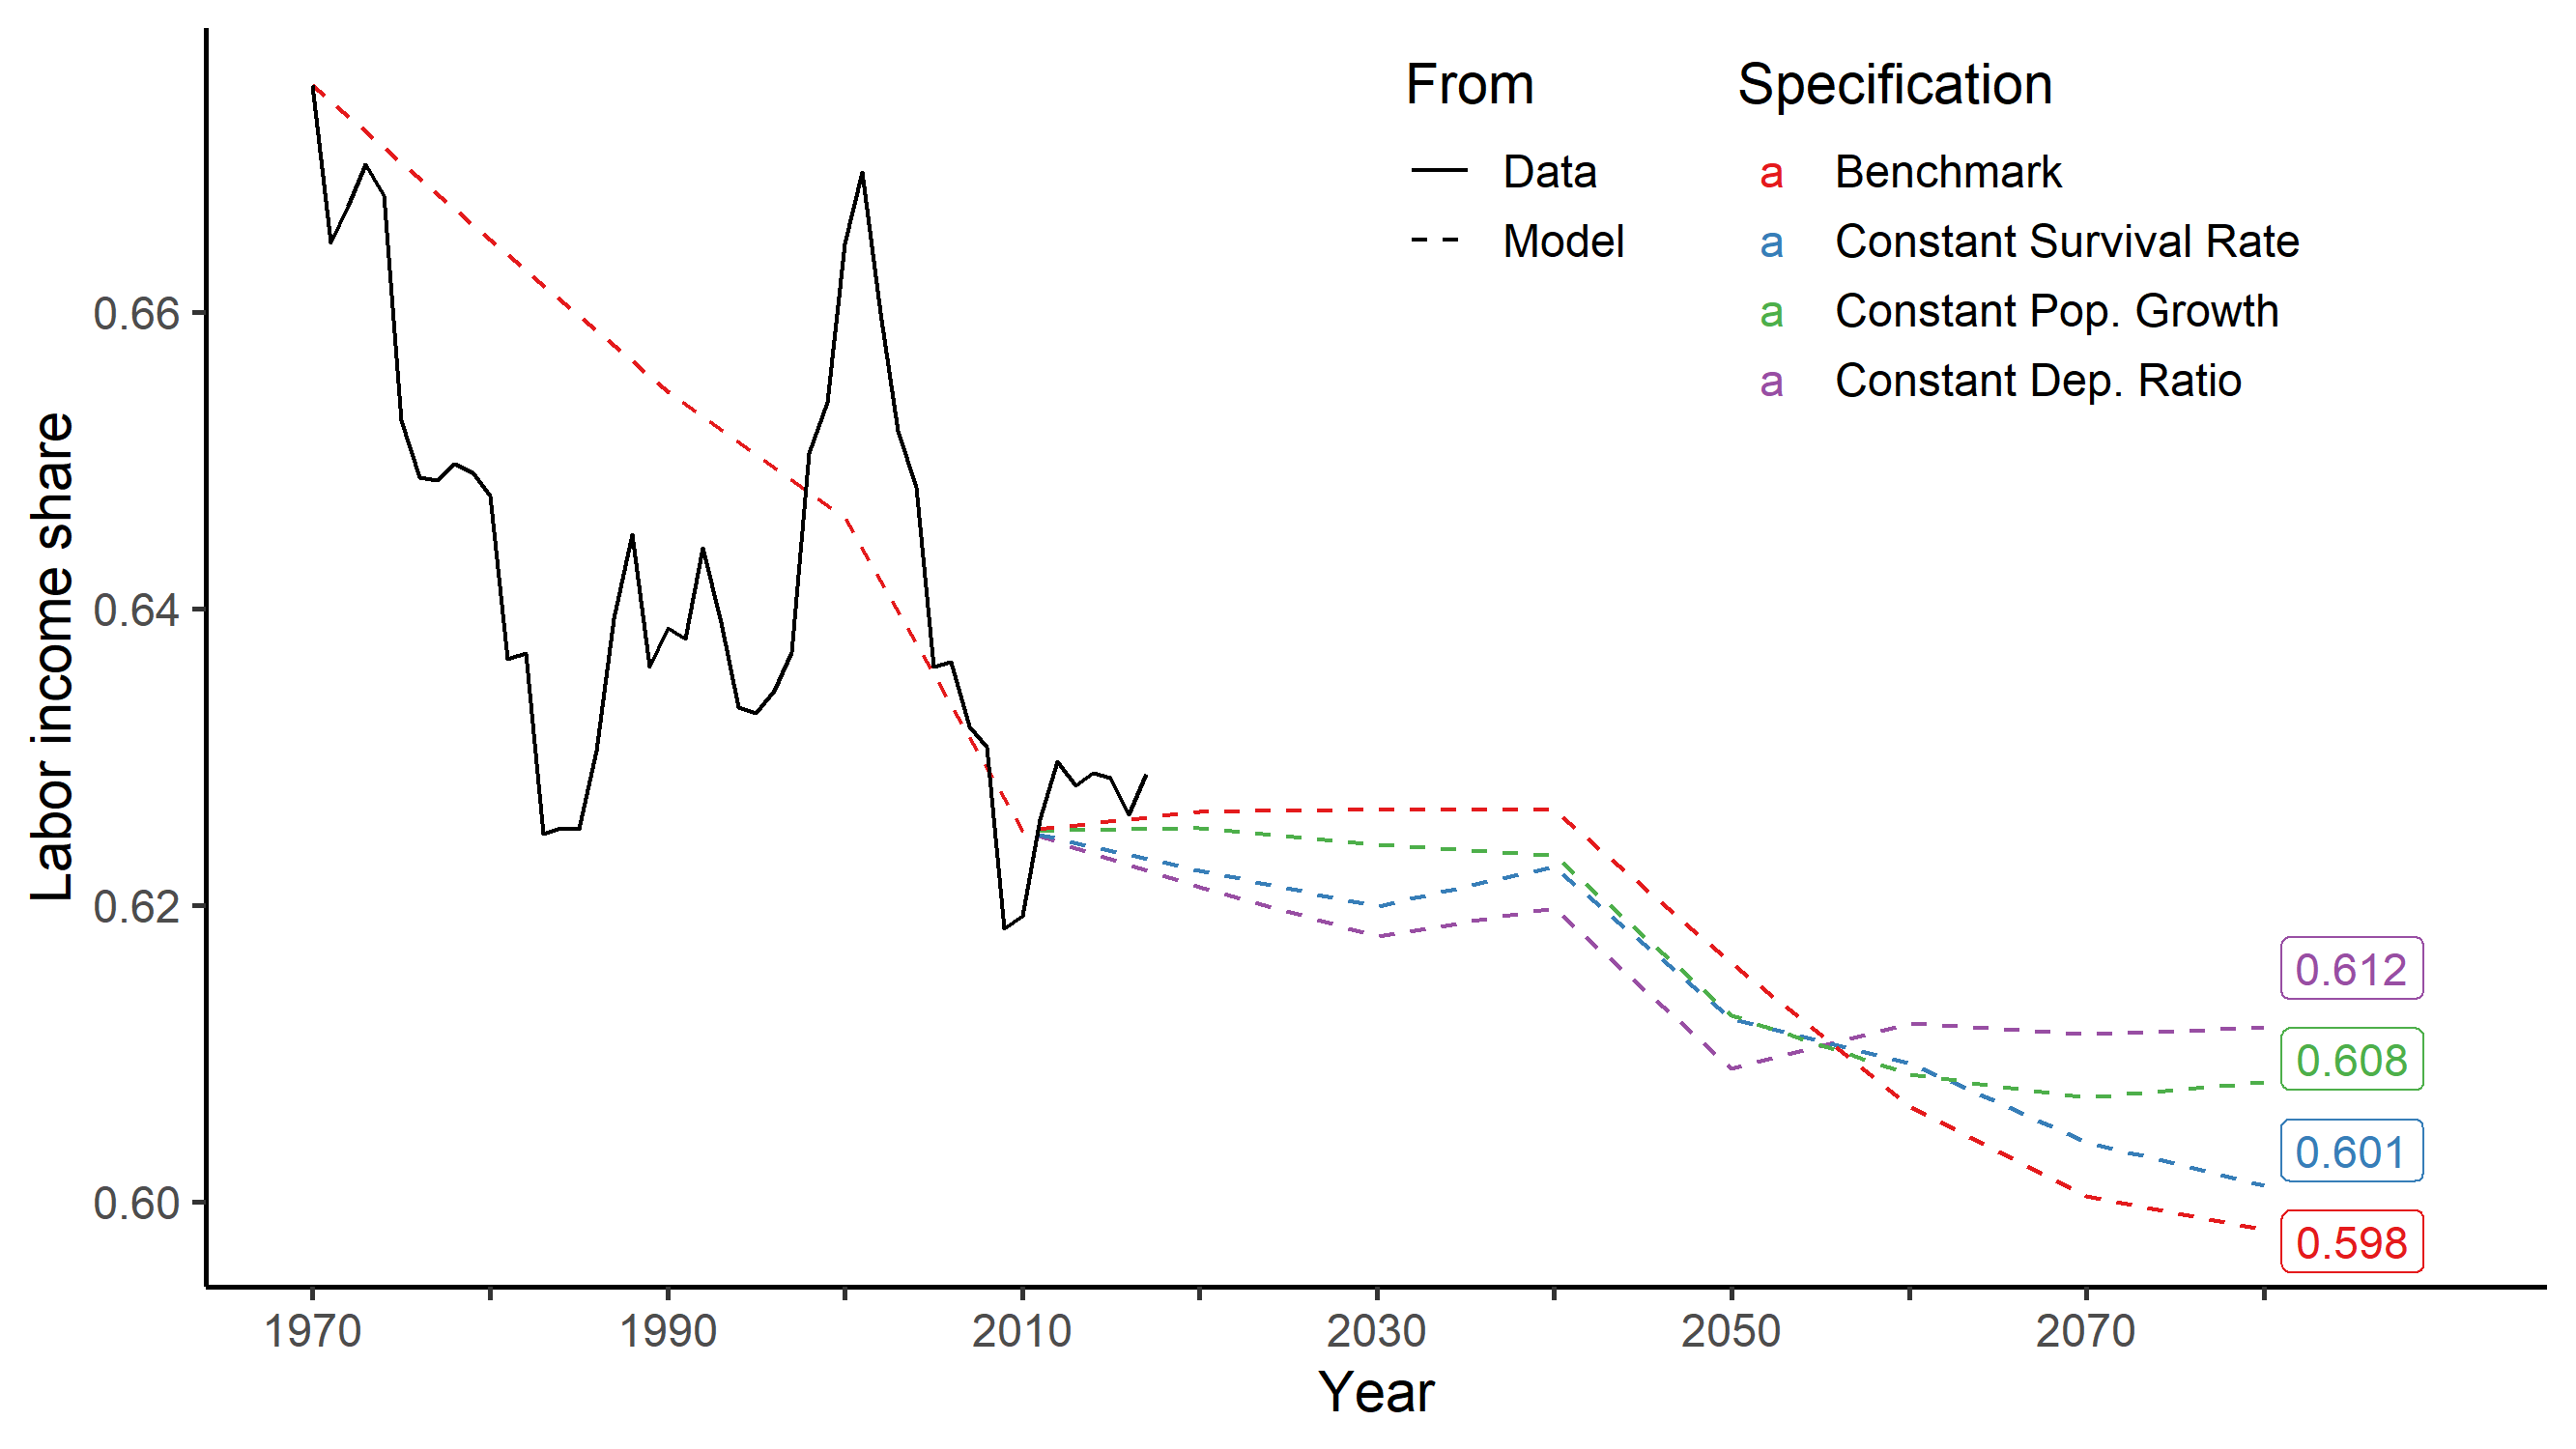 From
Data
Model
Specification
a Benchmark
a Constant Survival Rate
a Constant Pop. Growth
a Constant Dep. Ratio
Labor income share
0.66
0.64
0.62
0.60
0.612
0.608
0.601
0.598
1970 1990 2010 2030 2050 2070
Year